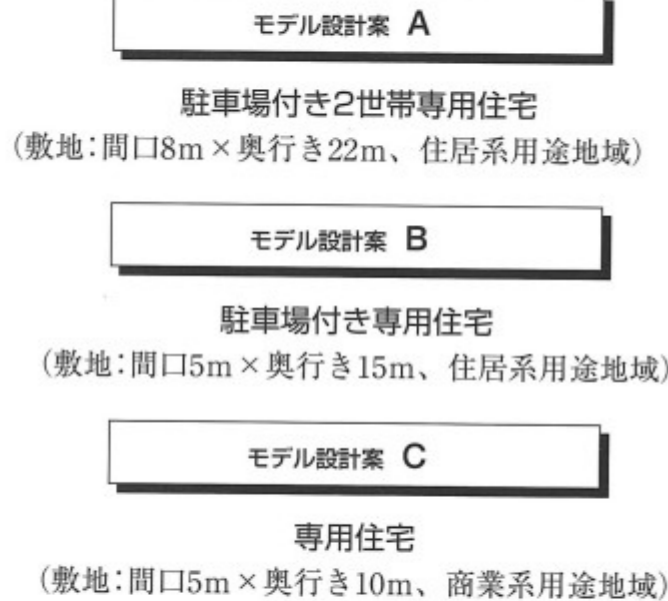 モデル設計案 A
駐車場付き2世帯専用住宅
(敷地:間口8m×奥行き22m、住居系用途地域)
モデル設計案 B
駐車場付き専用住宅
(敷地:間口5m×奥行き15m、住居系用途地域)
モデル設計案 C
専用住宅
(敷地:間口5m×奥行き10m、商業系用途地域)